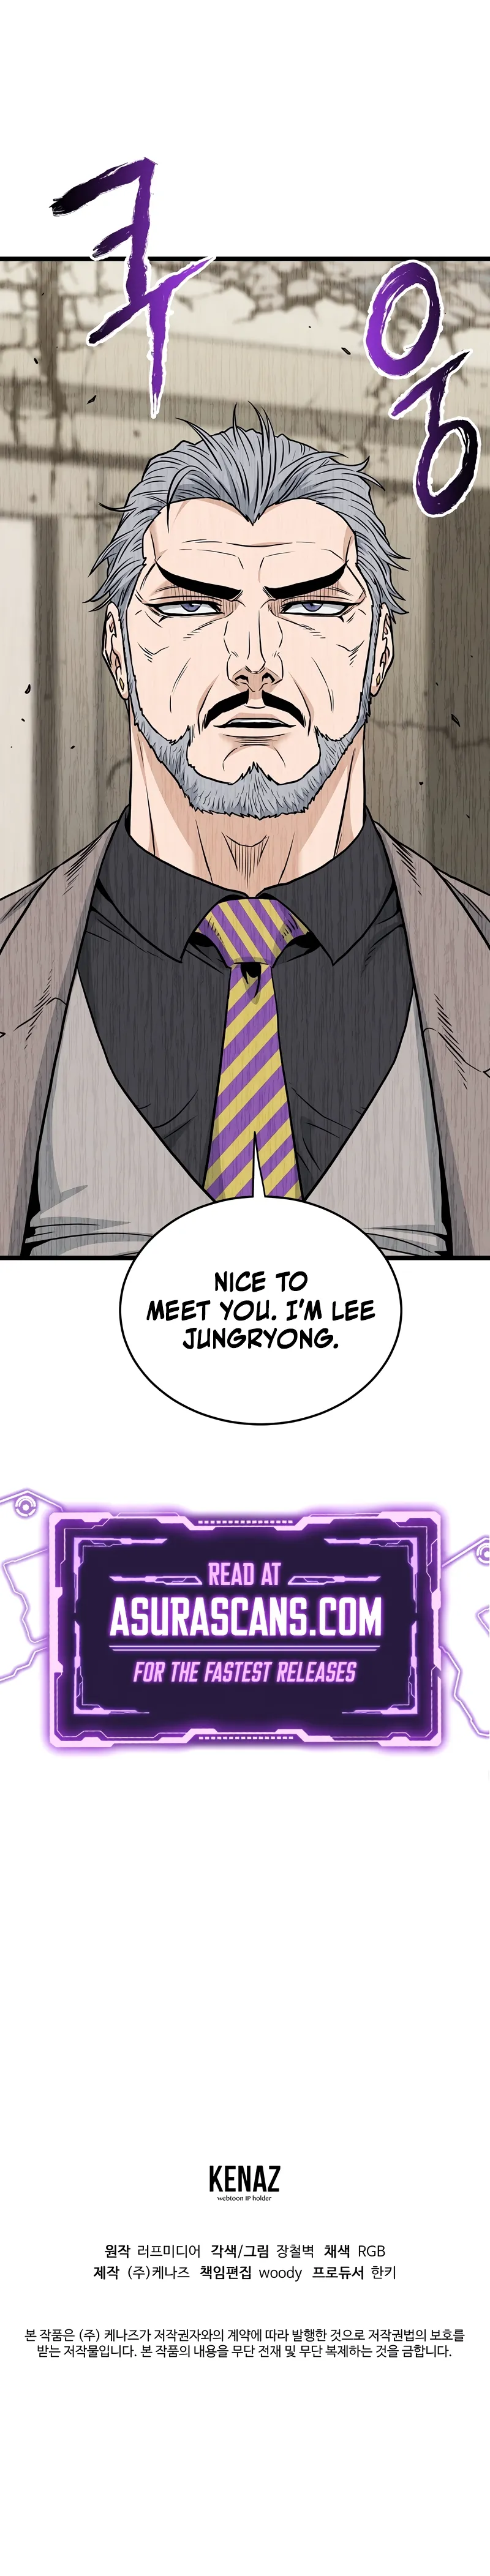 쿠
웅
NICE TO
MEET YOU. I'M LEE
JUNGRYONG.
READ AT
ASURASCANS.COM
FOR THE FASTEST RELEASES
KENAZ
webtoon IP holder
원작 러프미디어 각색/그림 장철벽 채색 RGB
제작 (주)케나즈 책임편집 woody 프로듀서 한키
본 작품은 (주) 케나즈가 저작권자와의 계약에 따라 발행한 것으로 저작권법의 보호를
받는 저작물입니다. 본 작품의 내용을 무단 전재 및 무단 복제하는 것을 금합니다.